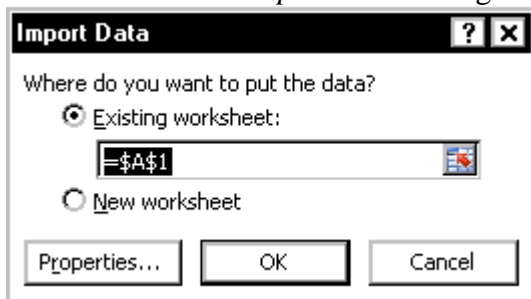 Import Data
Where do you want to put the data?
Existing worksheet:
=$A$1
New worksheet
Properties...
OK
Cancel